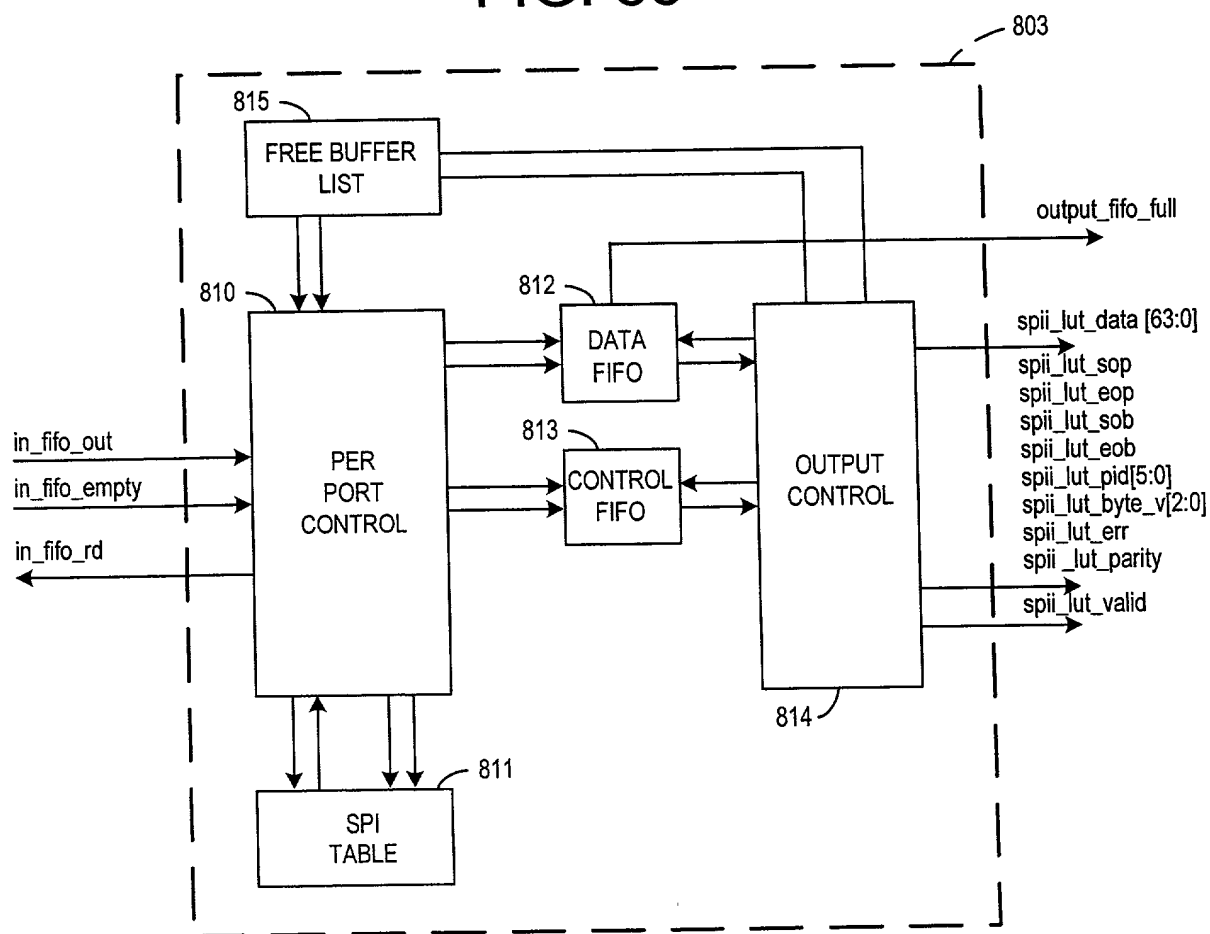 803
815
FREE BUFFER
LIST
output_fifo_full
810
812
DATA
FIFO
spii_lut_data [63:0]
spii_lut_sop
spii_lut_eop
spii_lut_sob
spii_lut_eob
spii_lut_pid[5:0]
spii_lut_byte_v[2:0]
spii_lut_err
spii _lut_parity
spii_lut_valid
813
CONTROL
FIFO
in_fifo_out
in_fifo_empty
in_fifo_rd
PER
PORT
CONTROL
OUTPUT
CONTROL
814
811
SPI
TABLE